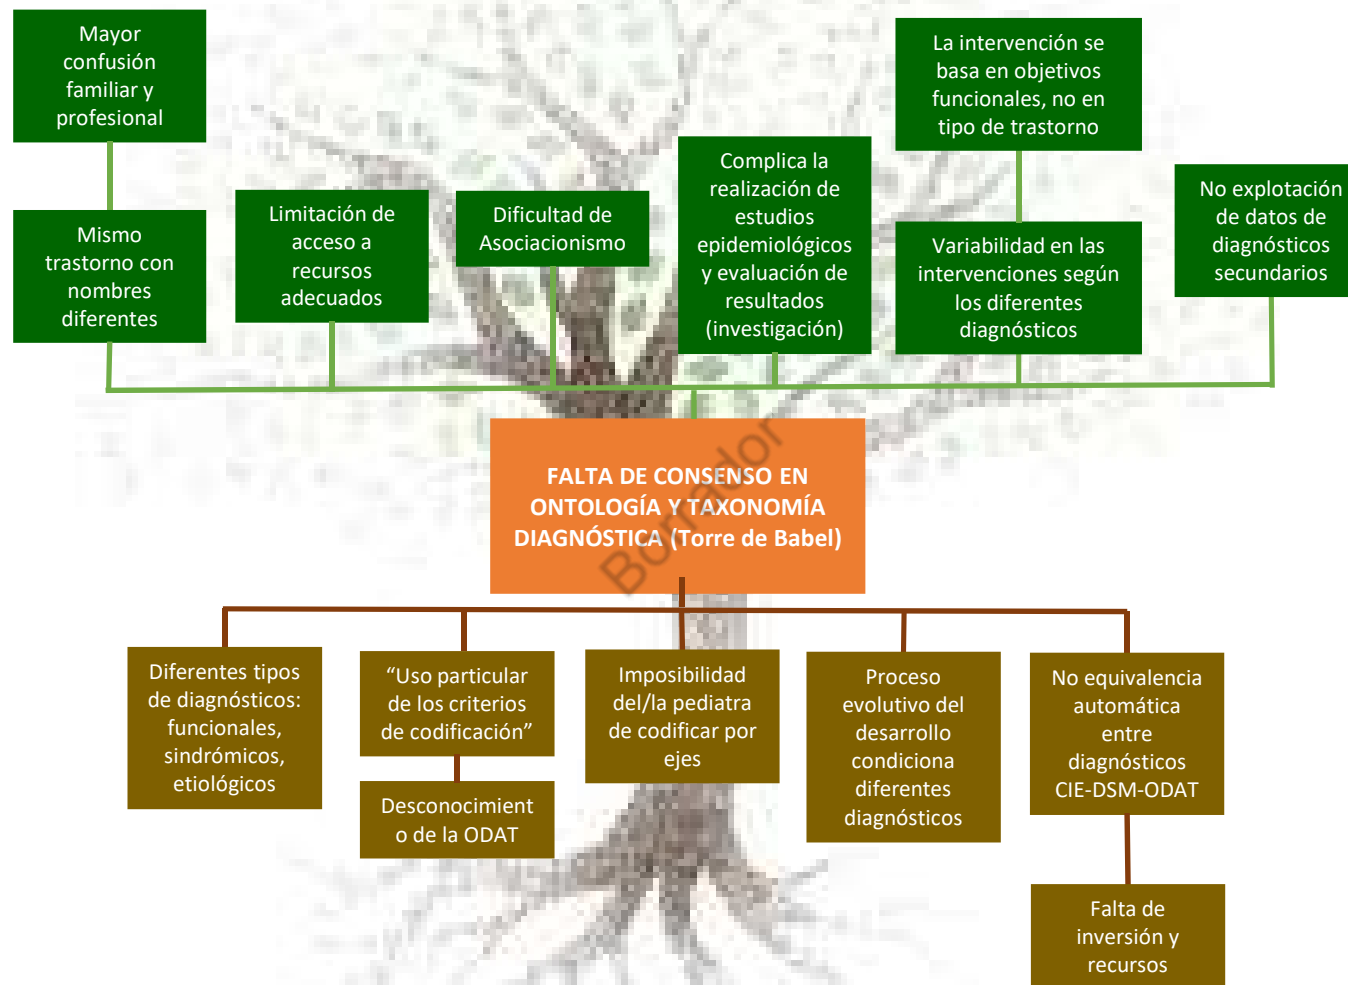 Mayor
confusión
familiar y
profesional
La intervención se
basa en objetivos
funcionales, no en
tipo de trastorno
Mismo
trastorno con
nombres
diferentes
Limitación de
acceso a
recursos
adecuados
Dificultad de
Asociacionismo
Complica la
realización de
estudios
epidemiológicos
y evaluación de
resultados
(investigación)
Variabilidad en las
intervenciones según
los diferentes
diagnósticos
No explotación
de datos de
diagnósticos
secundarios
FALTA DE CONSENSO EN
ONTOLOGÍA Y TAXONOMÍA
DIAGNÓSTICA (Torre de Babel)
Borrador
Diferentes tipos
de diagnósticos:
funcionales,
sindrómicos,
etiológicos
“Uso particular
de los criterios
de codificación”
Desconocimient
o de la ODAT
Imposibilidad
del/la pediatra
de codificar por
ejes
Proceso
evolutivo del
desarrollo
condiciona
diferentes
diagnósticos
No equivalencia
automática
entre
diagnósticos
CIE-DSM-ODAT
Falta de
inversión y
recursos